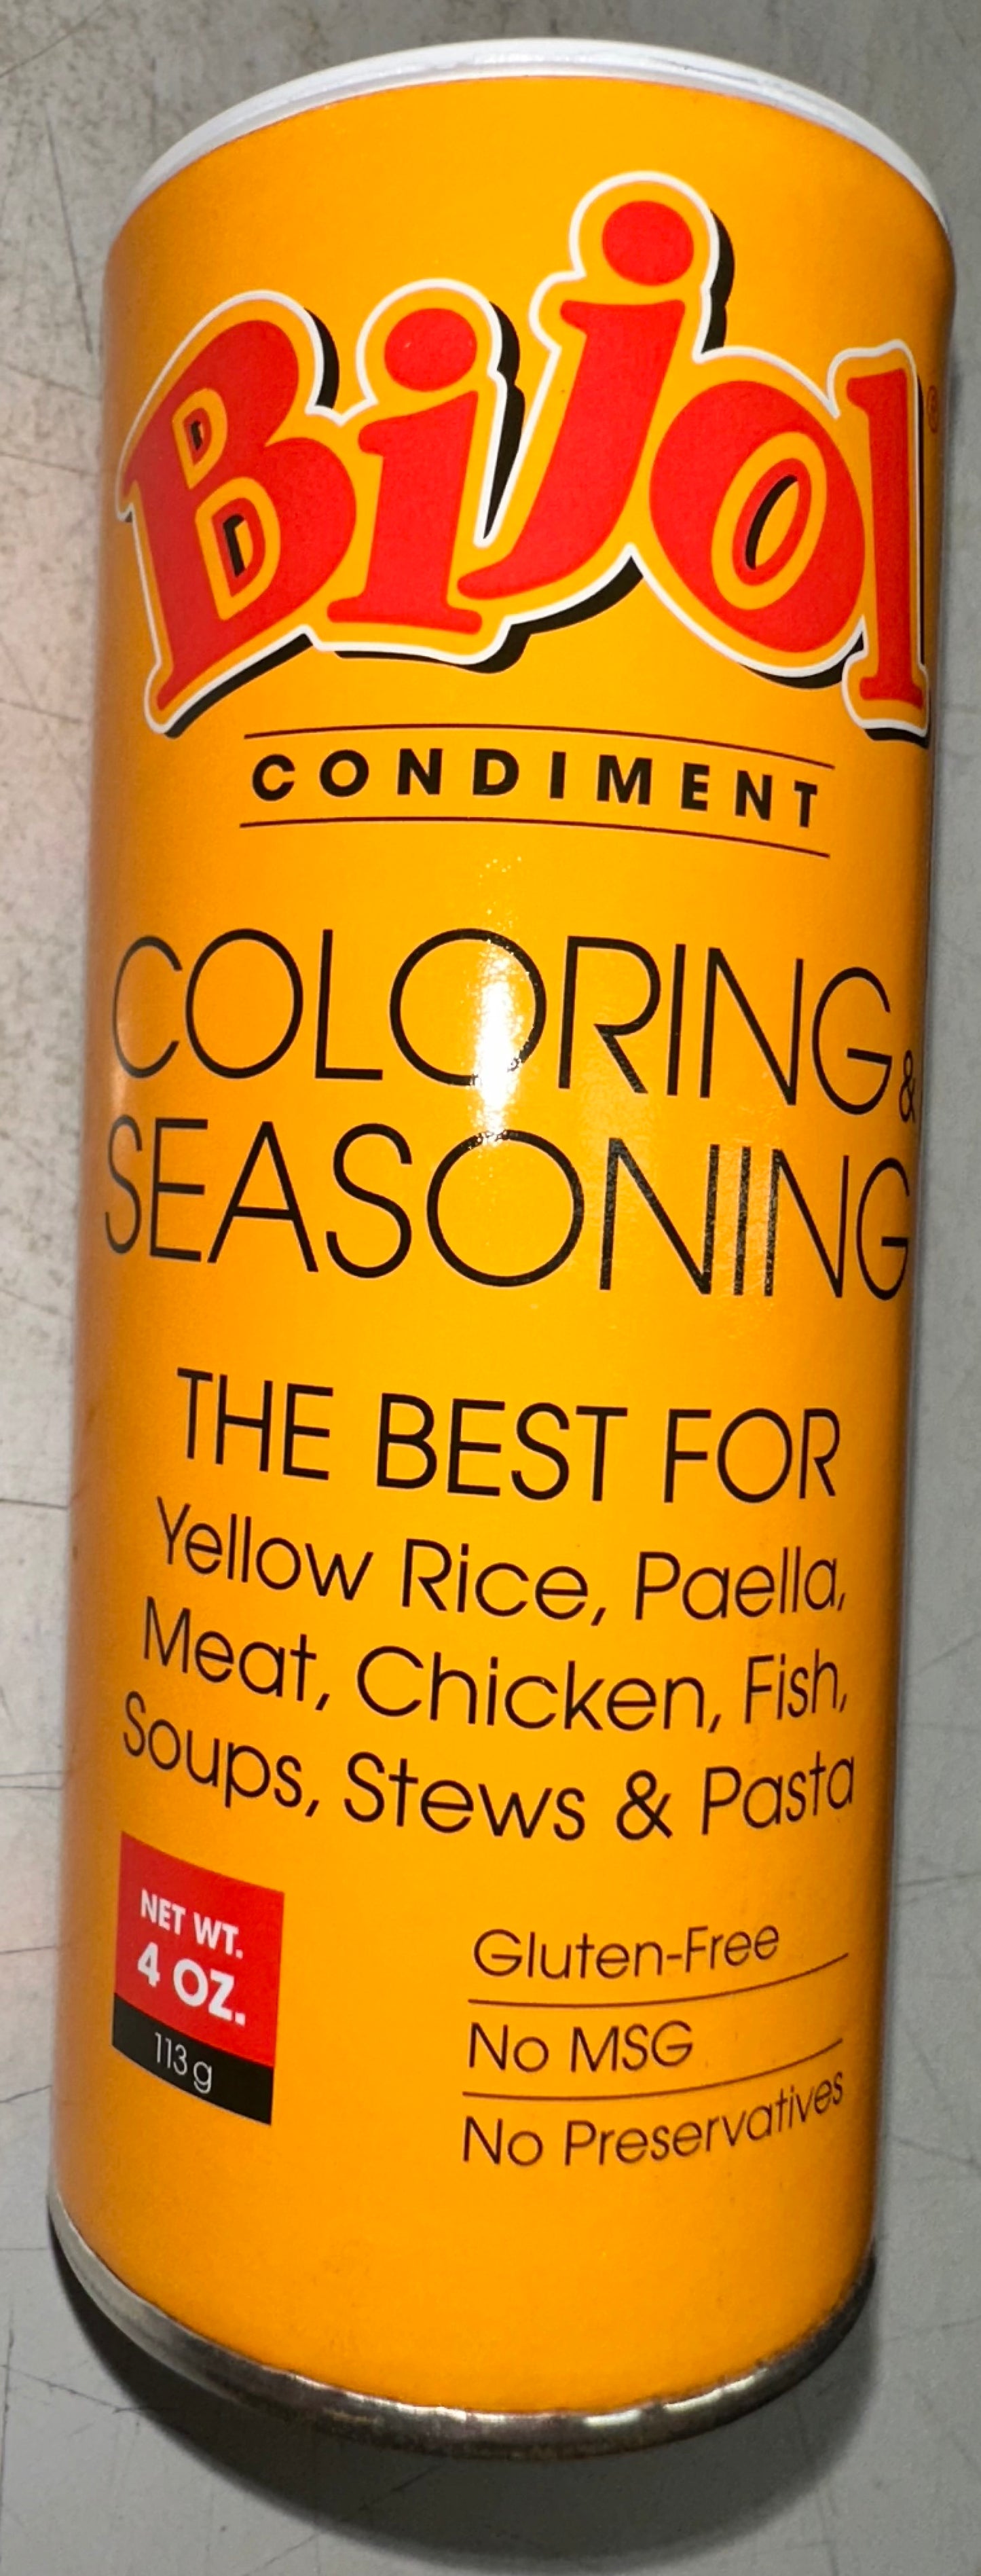 Bijol®
CONDIMENT
COLORING &
SEASONING
THE BEST FOR
Yellow Rice, Paella,
Meat, Chicken, Fish,
Soups, Stews & Pasta
NET WT.
4 OZ.
113 g
Gluten-Free
No MSG
No Preservatives